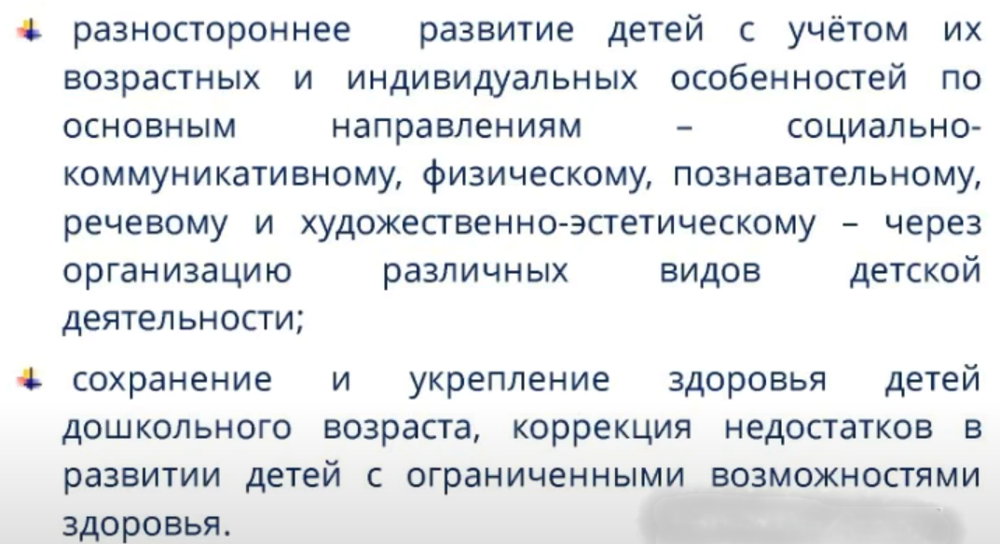 разностороннее развитие детей с учётом их
возрастных и индивидуальных особенностей по
основным направлениям – социально-
коммуникативному, физическому, познавательному,
речевому и художественно-эстетическому – через
организацию различных видов детской
деятельности;
сохранение и укрепление здоровья детей
дошкольного возраста, коррекция недостатков в
развитии детей с ограниченными возможностями
здоровья.